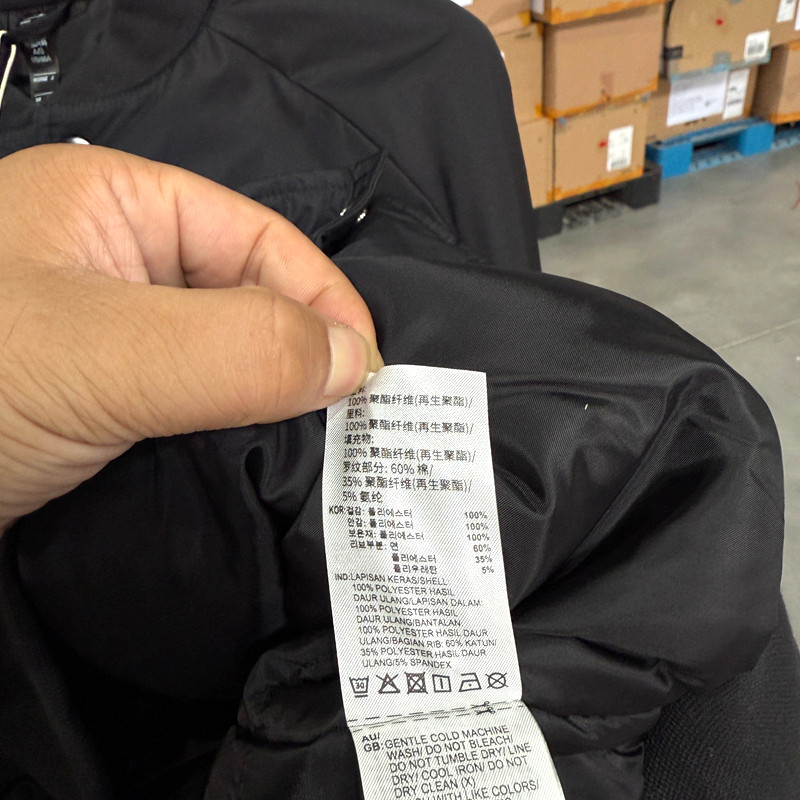 100% 聚酯纤维(再生聚酯)/
里料:
100% 聚酯纤维(再生聚酯)/
填充物:
100% 聚酯纤维(再生聚酯)/
罗纹部分: 60% 棉/
35% 聚酯纤维(再生聚酯)/
5% 氨纶
KOR:겉감: 폴리에스터 100%
안감: 폴리에스터 100%
보온재: 폴리에스터 100%
리브부분: 면 60%
폴리에스터 35%
폴리우레탄 5%
IND:LAPISAN KERAS/SHELL
100% POLYESTER HASIL
DAUR ULANG/LAPISAN DALAM:
100% POLYESTER HASIL
DAUR ULANG/BANTALAN
100% POLYESTER HASIL DAUR
ULANG/BAGIAN RIB: 60% KATUN/
35% POLYESTER HASIL DAUR
ULANG/5% SPANDEX
30
AU/
GB: GENTLE COLD MACHINE
WASH/ DO NOT BLEACH/
DO NOT TUMBLE DRY/ LINE
DRY/ COOL IRON/ DO NOT
DRY CLEAN (X)
WITH LIKE COLORS/